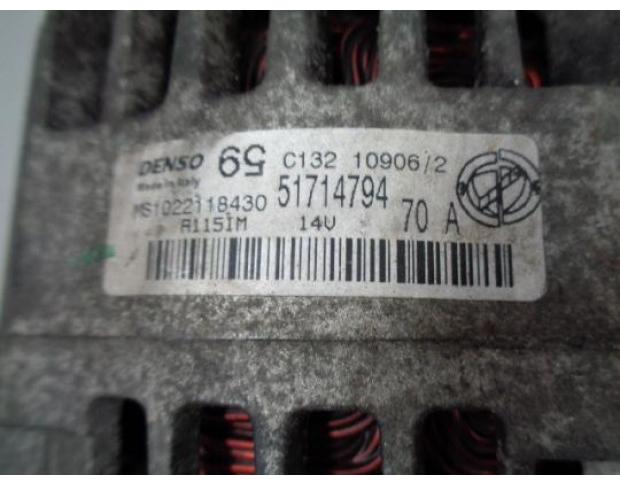 DENSO 59 C132 10906/2
Made in Italy
MS1022118430 51714794
A115IM 14V 70 A